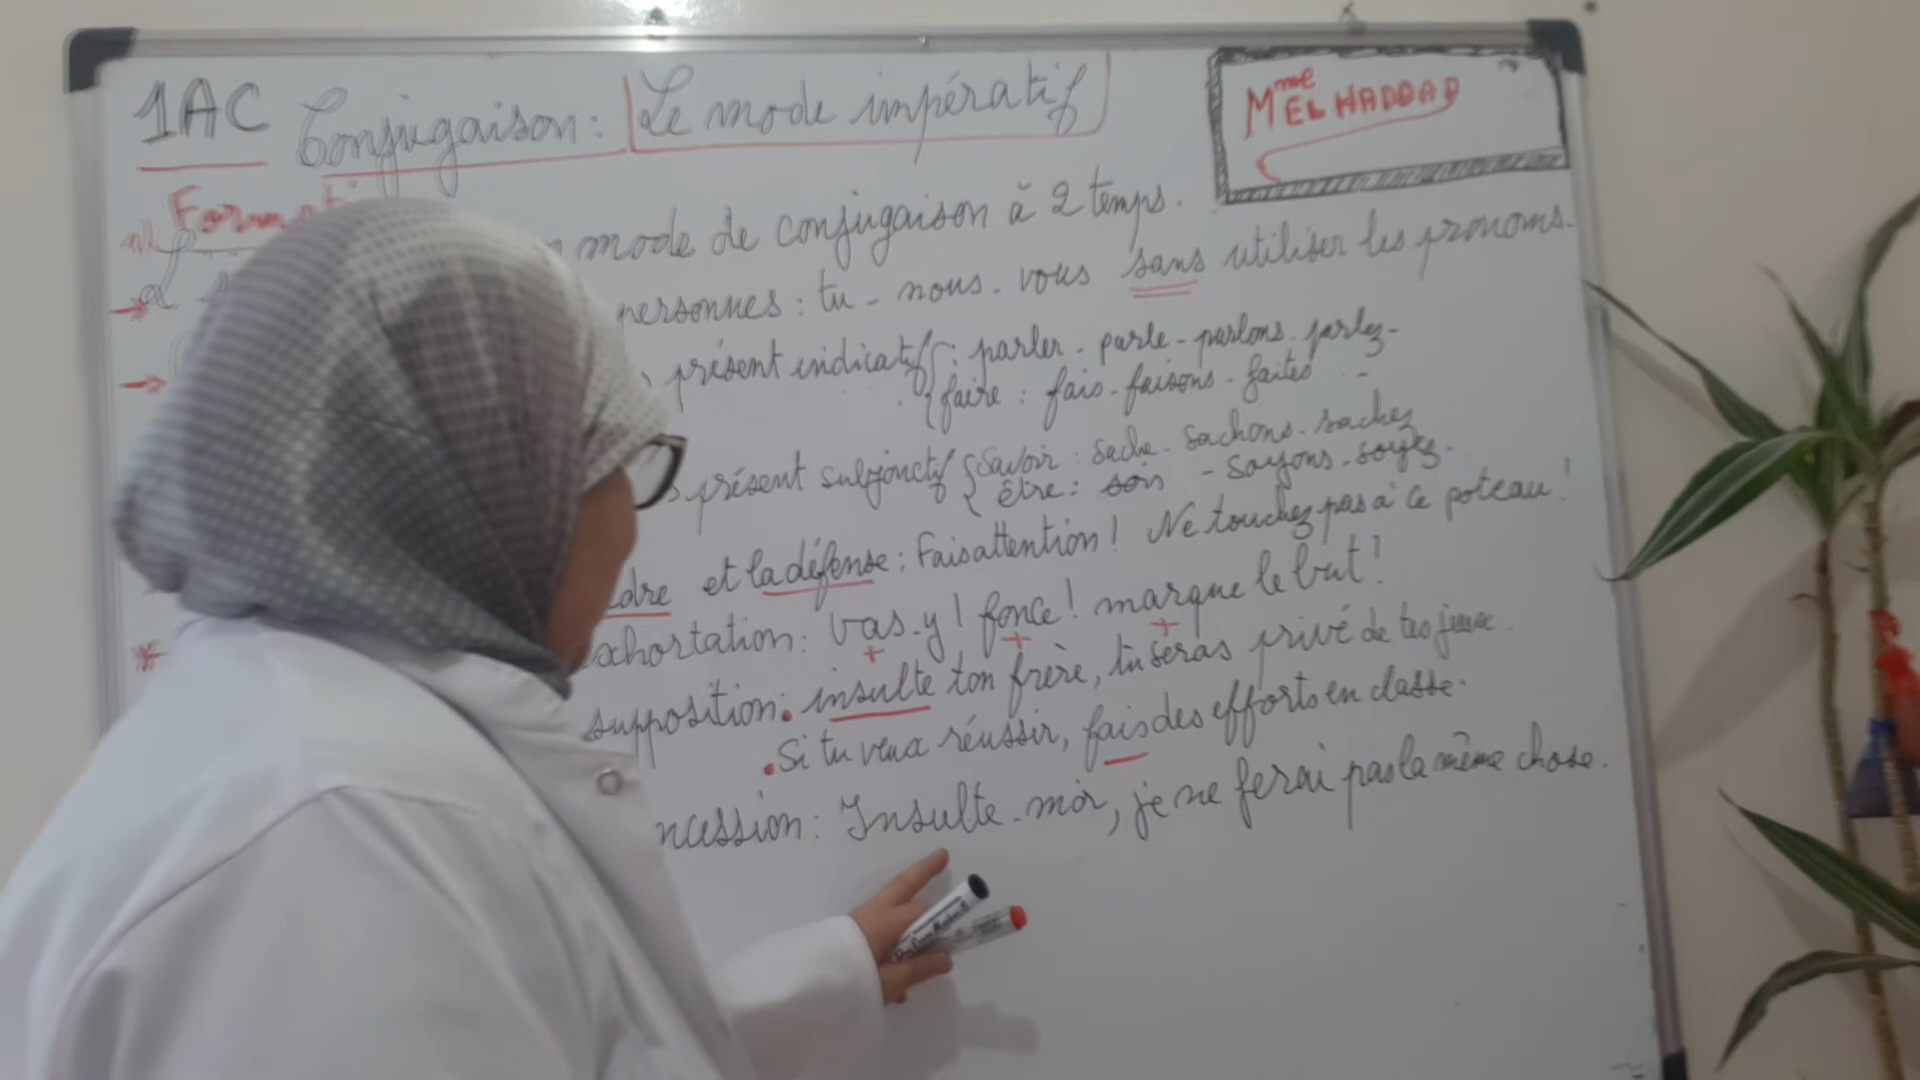 1AC Conjugaison: Le mode impératif
Mme EL HADDAD
a) Format
mode de conjugaison à 2 temps.
personnes: tu - nous - vous sans utiliser les pronoms.
présent indicatif : parler - parle - parlons - parlez -
faire : fais - faisons - faites -
présent subjonctif savoir : sache - sachons - sachez
être : sois - soyons - soyez.
et la défense: Fais attention! Ne touchez pas à ce poteau!
xhortation: vas-y! fonce! marque le but!
supposition: insulte ton frère, tu seras privé de tes jeux.
Si tu veux réussir, fais des efforts en classe.
ncession: Insulte-moi, je ne ferai pas la même chose.